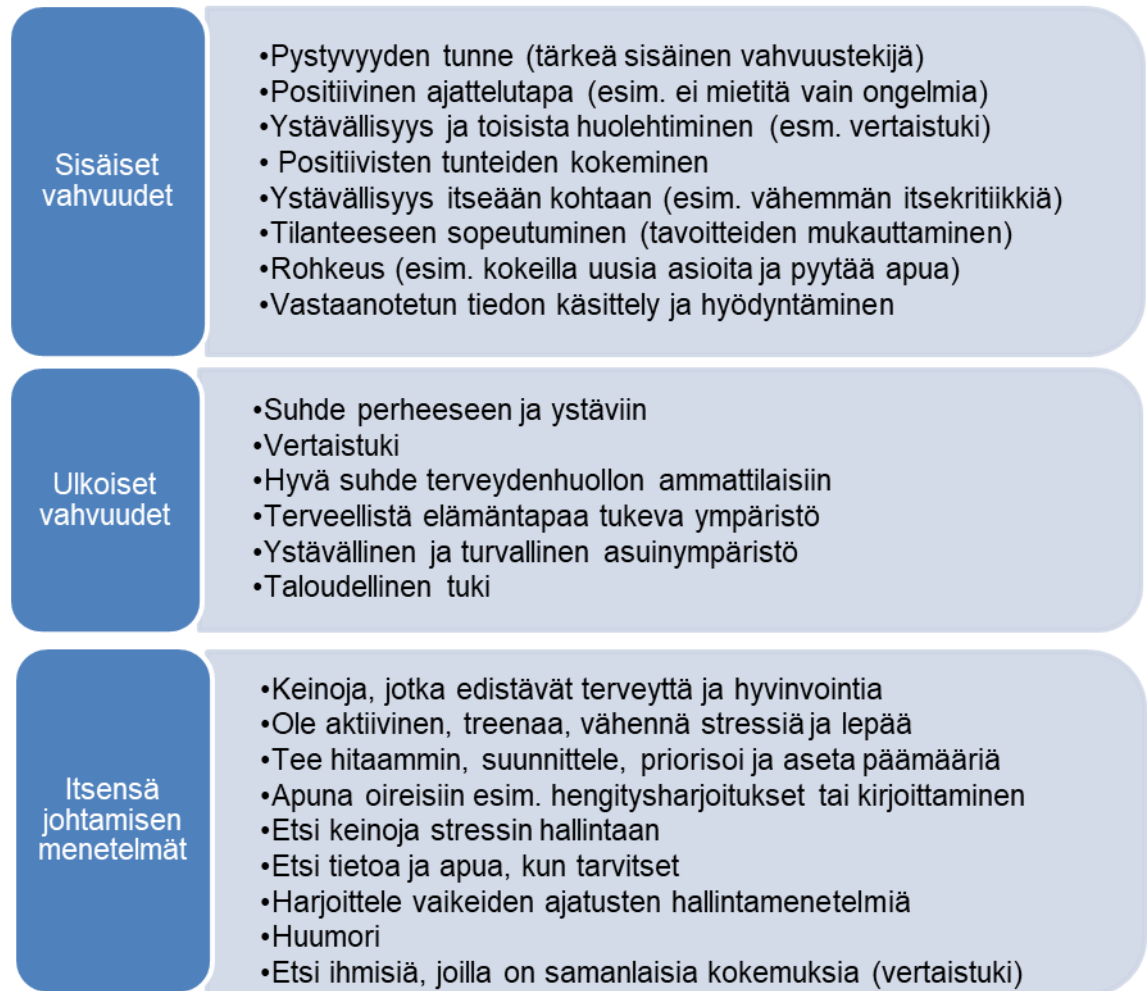 Sisäiset
vahvuudet
•Pystyvyyden tunne (tärkeä sisäinen vahvuustekijä)
•Positiivinen ajattelutapa (esim. ei mietitä vain ongelmia)
•Ystävällisyys ja toisista huolehtiminen (esm. vertaistuki)
• Positiivisten tunteiden kokeminen
•Ystävällisyys itseään kohtaan (esim. vähemmän itsekritiikkiä)
•Tilanteeseen sopeutuminen (tavoitteiden mukauttaminen)
•Rohkeus (esim. kokeilla uusia asioita ja pyytää apua)
•Vastaanotetun tiedon käsittely ja hyödyntäminen
Ulkoiset
vahvuudet
•Suhde perheeseen ja ystäviin
•Vertaistuki
•Hyvä suhde terveydenhuollon ammattilaisiin
•Terveellistä elämäntapaa tukeva ympäristö
•Ystävällinen ja turvallinen asuinympäristö
•Taloudellinen tuki
Itsensä
johtamisen
menetelmät
•Keinoja, jotka edistävät terveyttä ja hyvinvointia
•Ole aktiivinen, treenaa, vähennä stressiä ja lepää
•Tee hitaammin, suunnittele, priorisoi ja aseta päämääriä
•Apuna oireisiin esim. hengitysharjoitukset tai kirjoittaminen
•Etsi keinoja stressin hallintaan
•Etsi tietoa ja apua, kun tarvitset
•Harjoittele vaikeiden ajatusten hallintamenetelmiä
•Huumori
•Etsi ihmisiä, joilla on samanlaisia kokemuksia (vertaistuki)